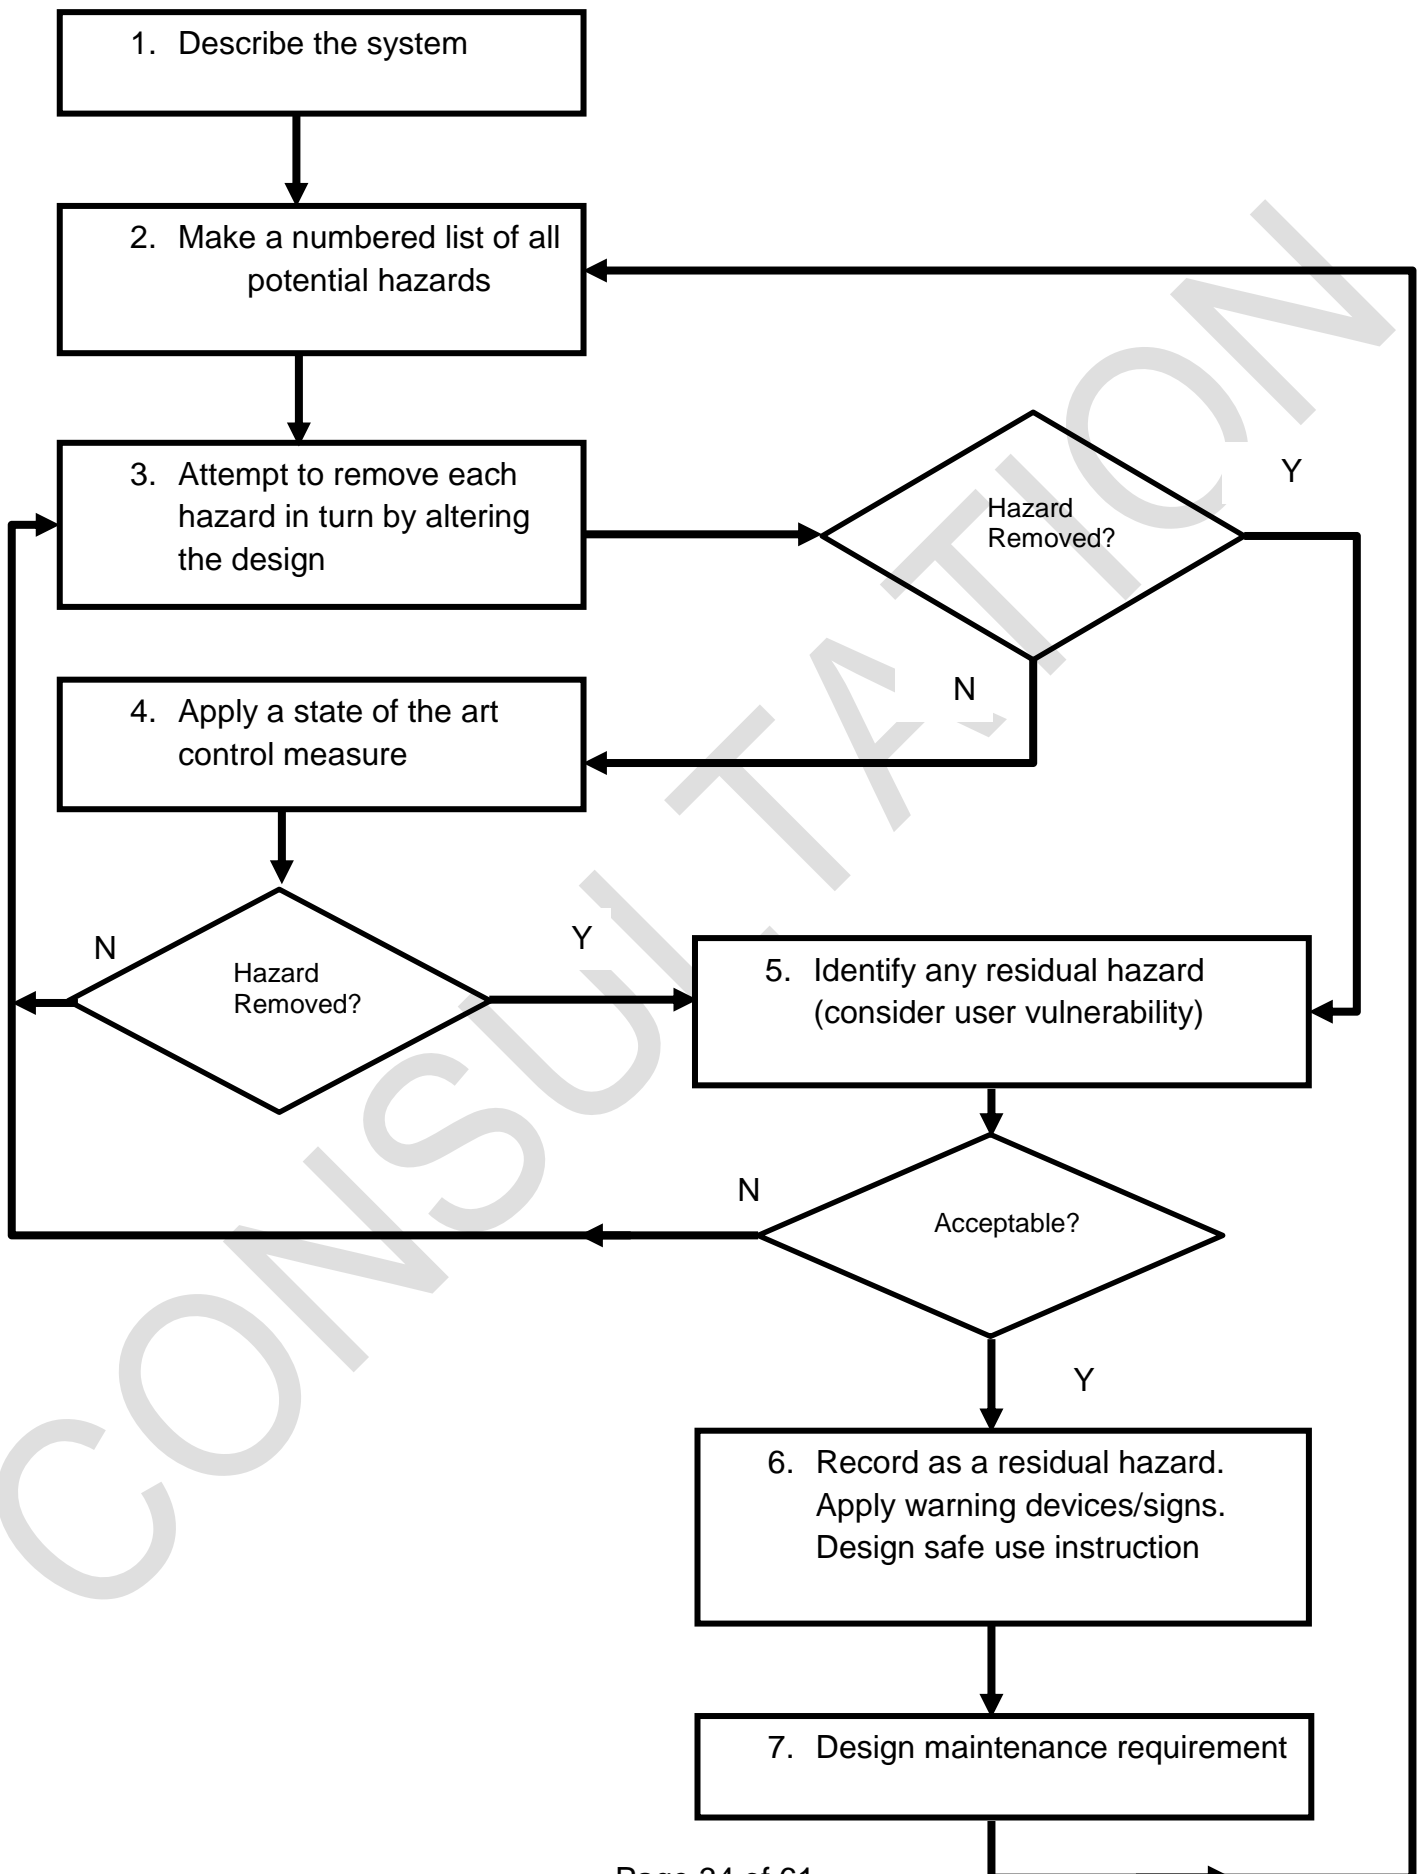 1. Describe the system
2. Make a numbered list of all
potential hazards
3. Attempt to remove each
hazard in turn by altering
the design
Hazard
Removed?
Y
N
4. Apply a state of the art
control measure
N
Hazard
Removed?
Y
5. Identify any residual hazard
(consider user vulnerability)
N
Acceptable?
Y
6. Record as a residual hazard.
Apply warning devices/signs.
Design safe use instruction
7. Design maintenance requirement
CONSULTATION